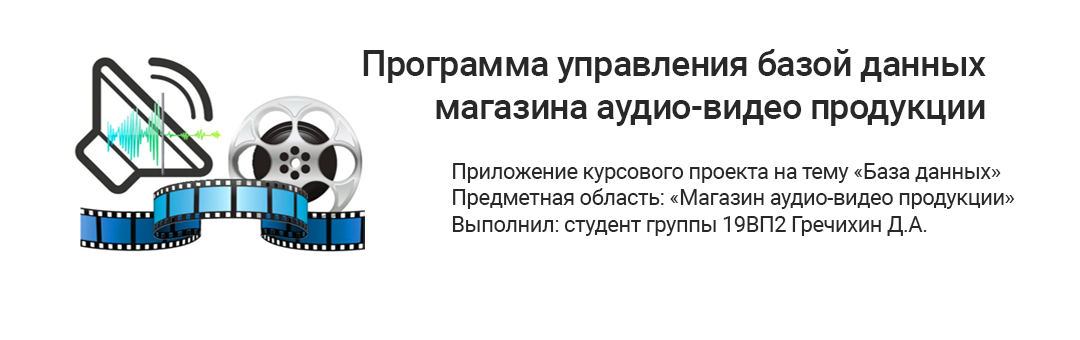 Программа управления базой данных
магазина аудио-видео продукции
Приложение курсового проекта на тему «База данных»
Предметная область: «Магазин аудио-видео продукции»
Выполнил: студент группы 19ВП2 Гречихин Д.А.